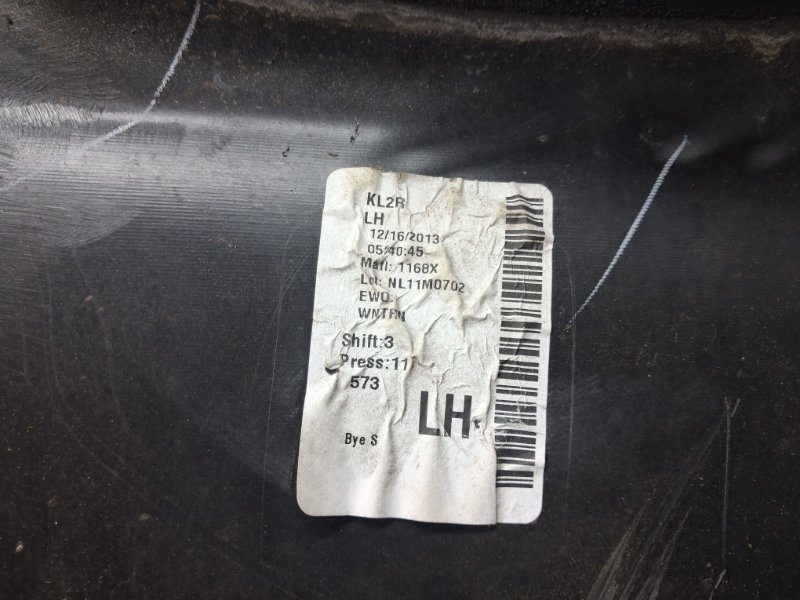 KL2R
LH
12/16/2013
05:40:45
Matl: 1168X
Lot: NL11M0702
EWO:
Shift:3
Press:11
573
LH
Bye S